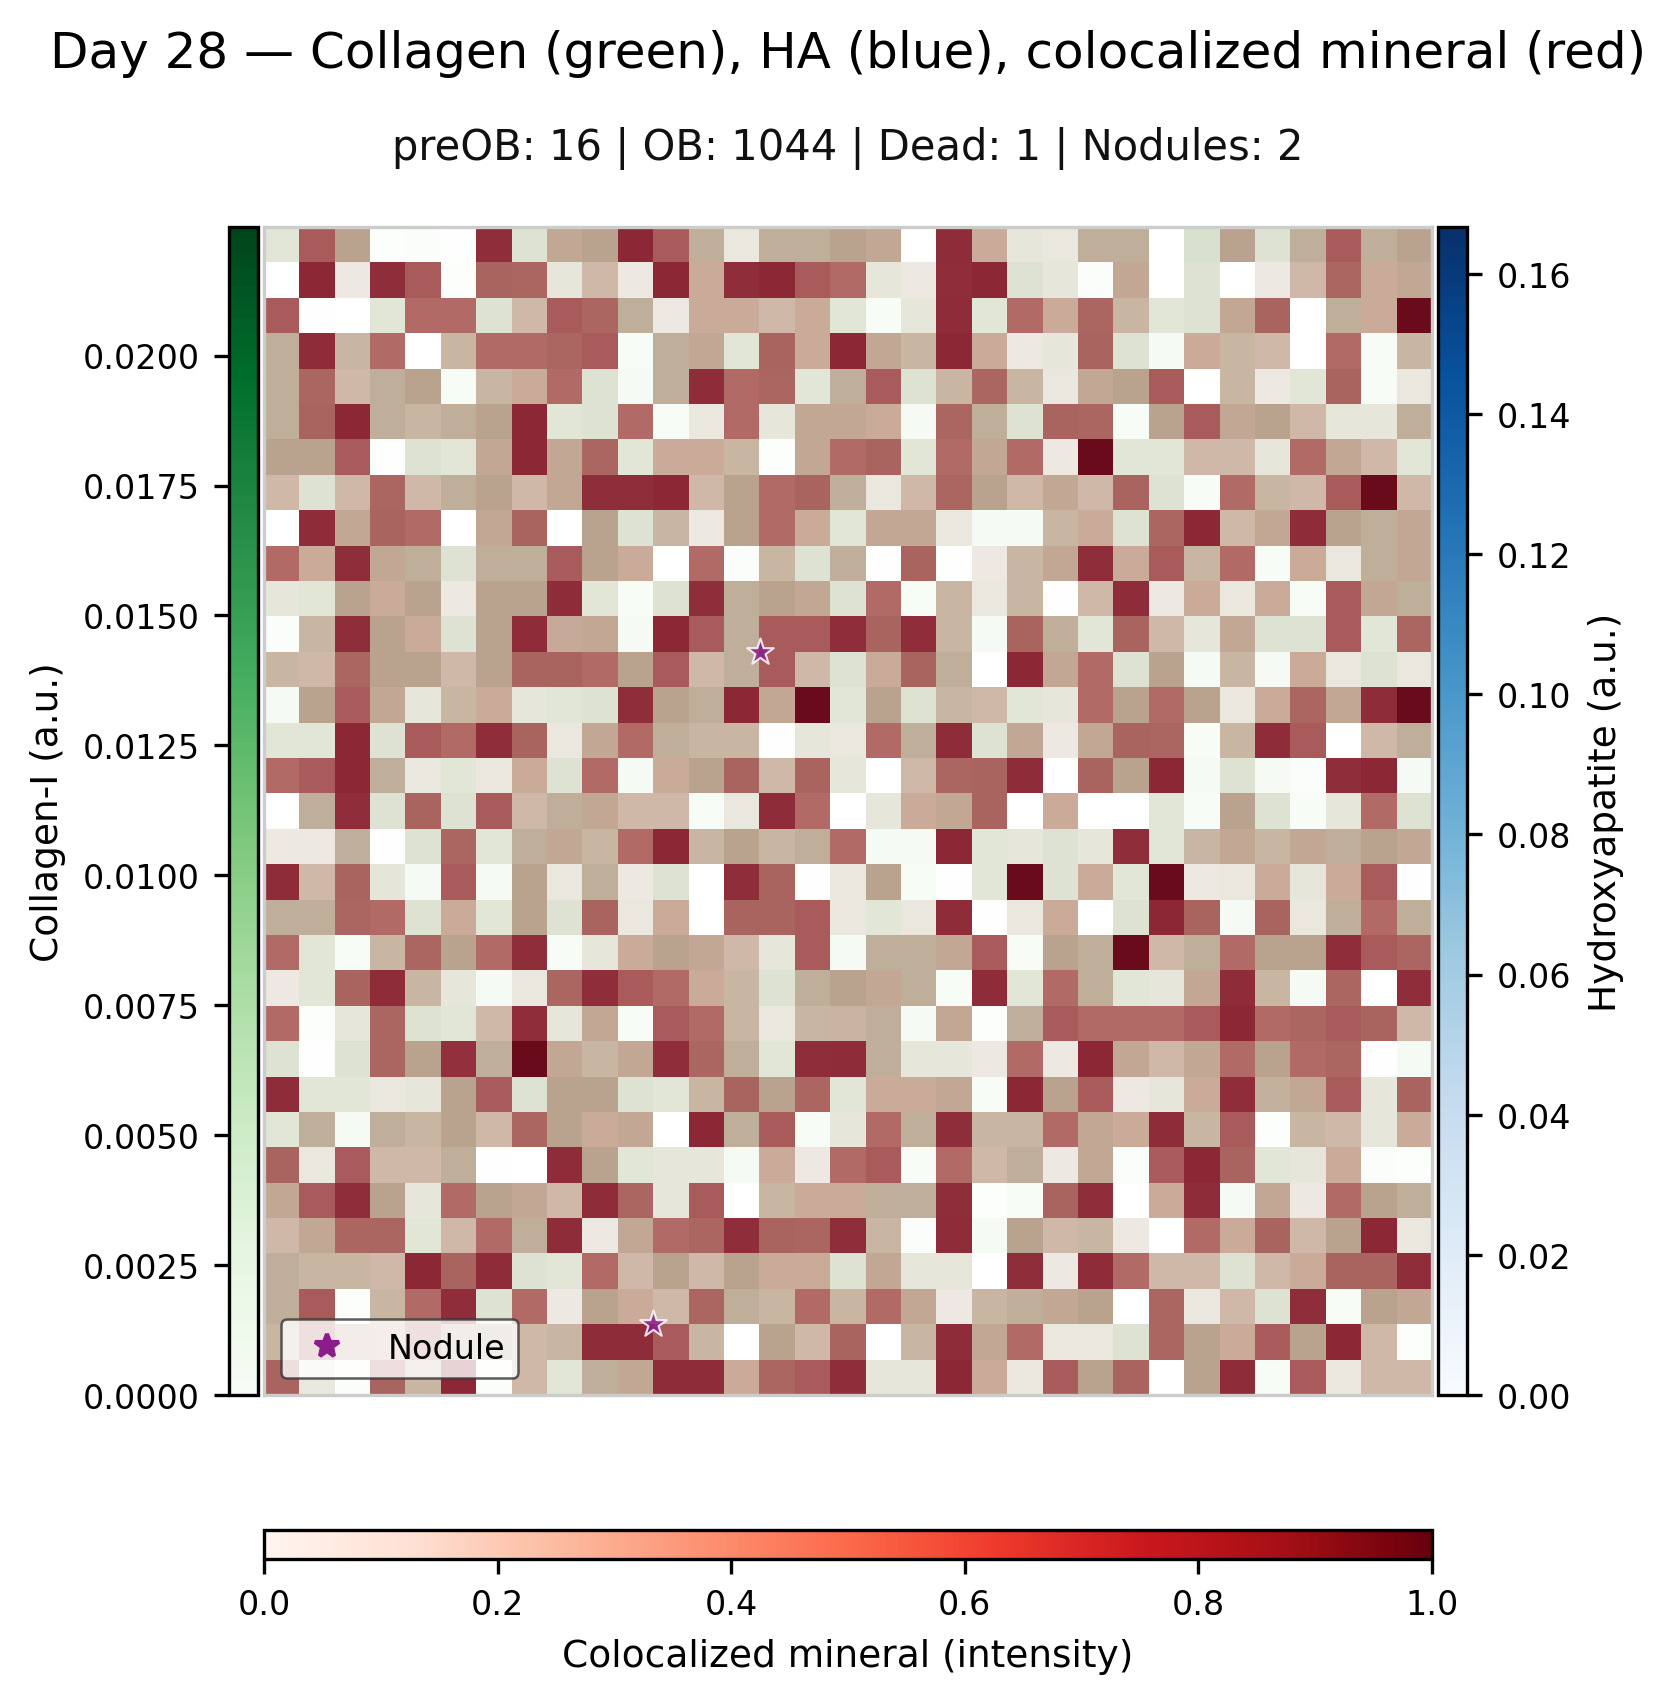 Day 28 — Collagen (green), HA (blue), colocalized mineral (red)
preOB: 16 | OB: 1044 | Dead: 1 | Nodules: 2
Collagen-I (a.u.)
0.0200
0.0175
0.0150
0.0125
0.0100
0.0075
0.0050
0.0025
0.0000
Nodule
0.16
0.14
0.12
0.10
0.08
0.06
0.04
0.02
0.00
Hydroxyapatite (a.u.)
0.0 0.2 0.4 0.6 0.8 1.0
Colocalized mineral (intensity)